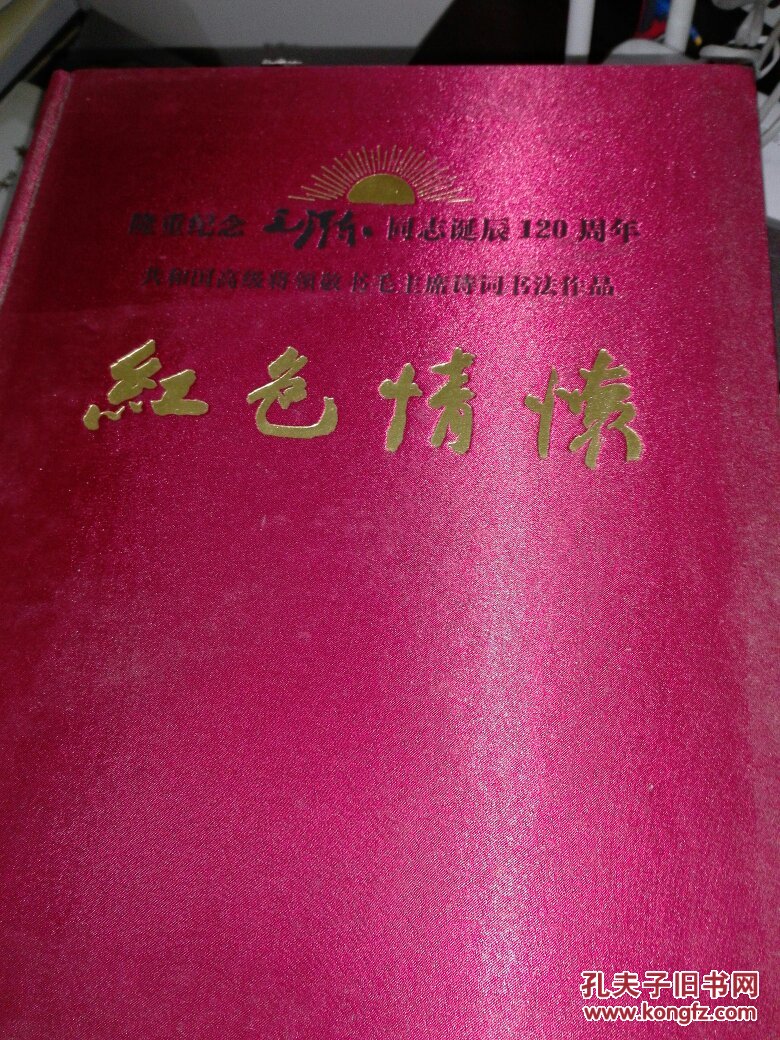 隆重纪念毛泽东同志诞辰120周年
共和国高级将领敬书毛主席诗词书法作品
紅色情懷
孔夫子旧书网
www.kongfz.com